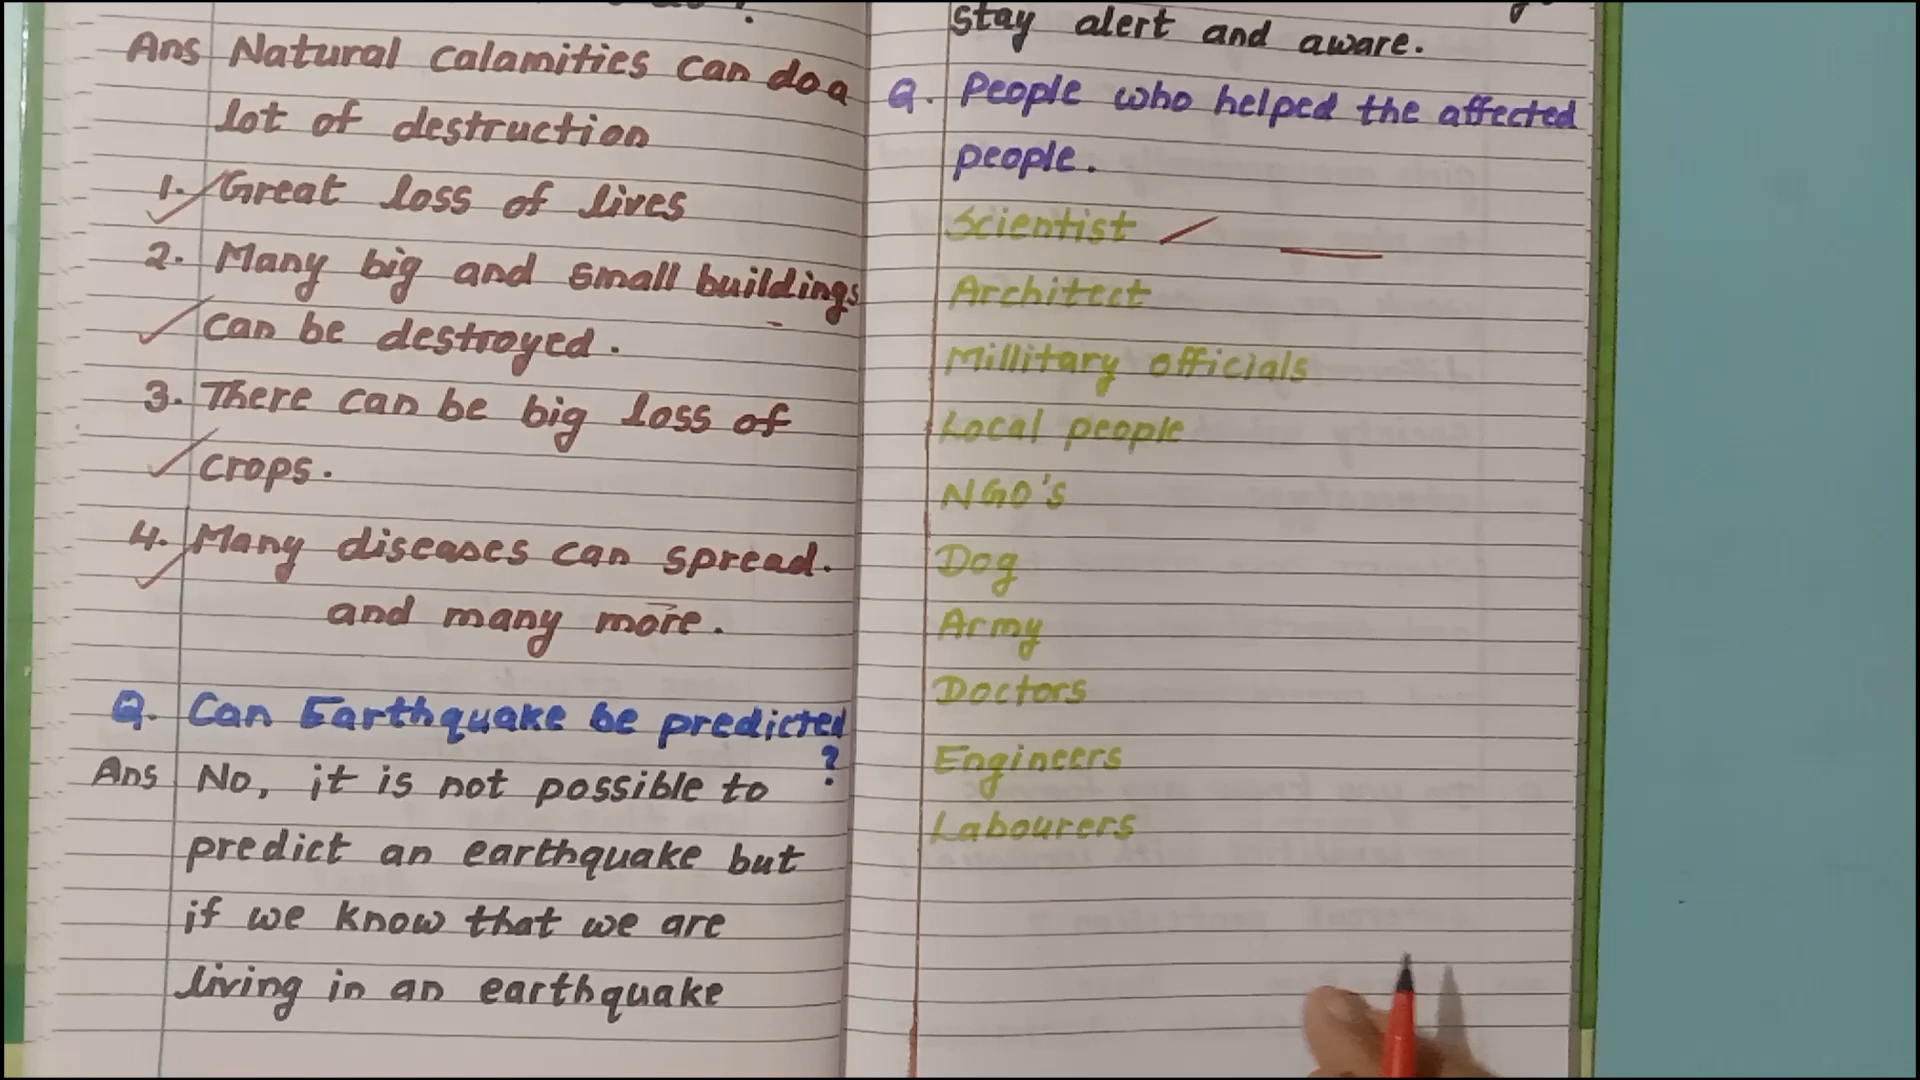 Ans Natural calamities can do a
lot of destruction
1. Great loss of lives
2. Many big and small buildings
can be destroyed.
3. There can be big loss of
crops.
4. Many diseases can spread.
and many more.
Q. Can Earthquake be predicted
?
Ans No, it is not possible to
predict an earthquake but
if we know that we are
living in an earthquake
stay alert and aware.
Q. People who helped the affected
people.
Scientist
Architect
Millitary officials
Local people
NGO's
Dog
Army
Doctors
Engineers
Labourers